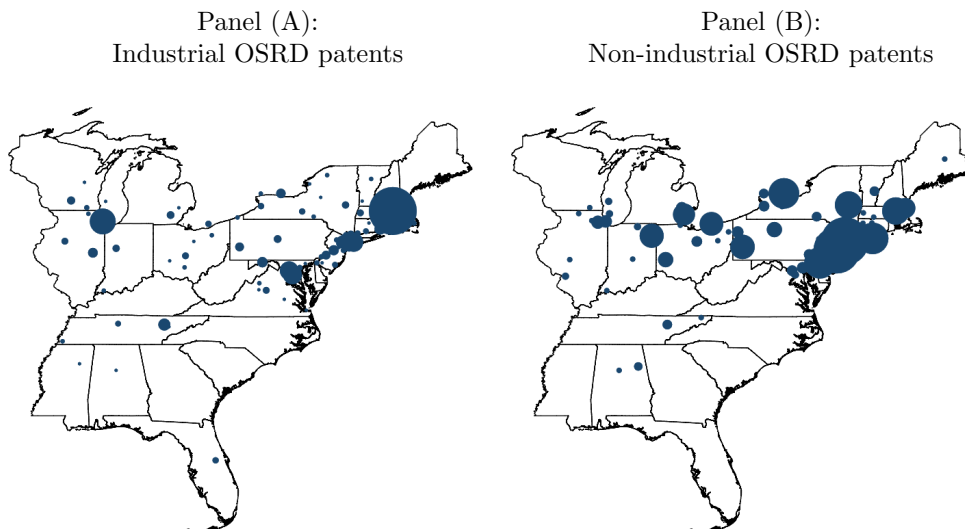 Panel (A):
Industrial OSRD patents
Panel (B):
Non-industrial OSRD patents